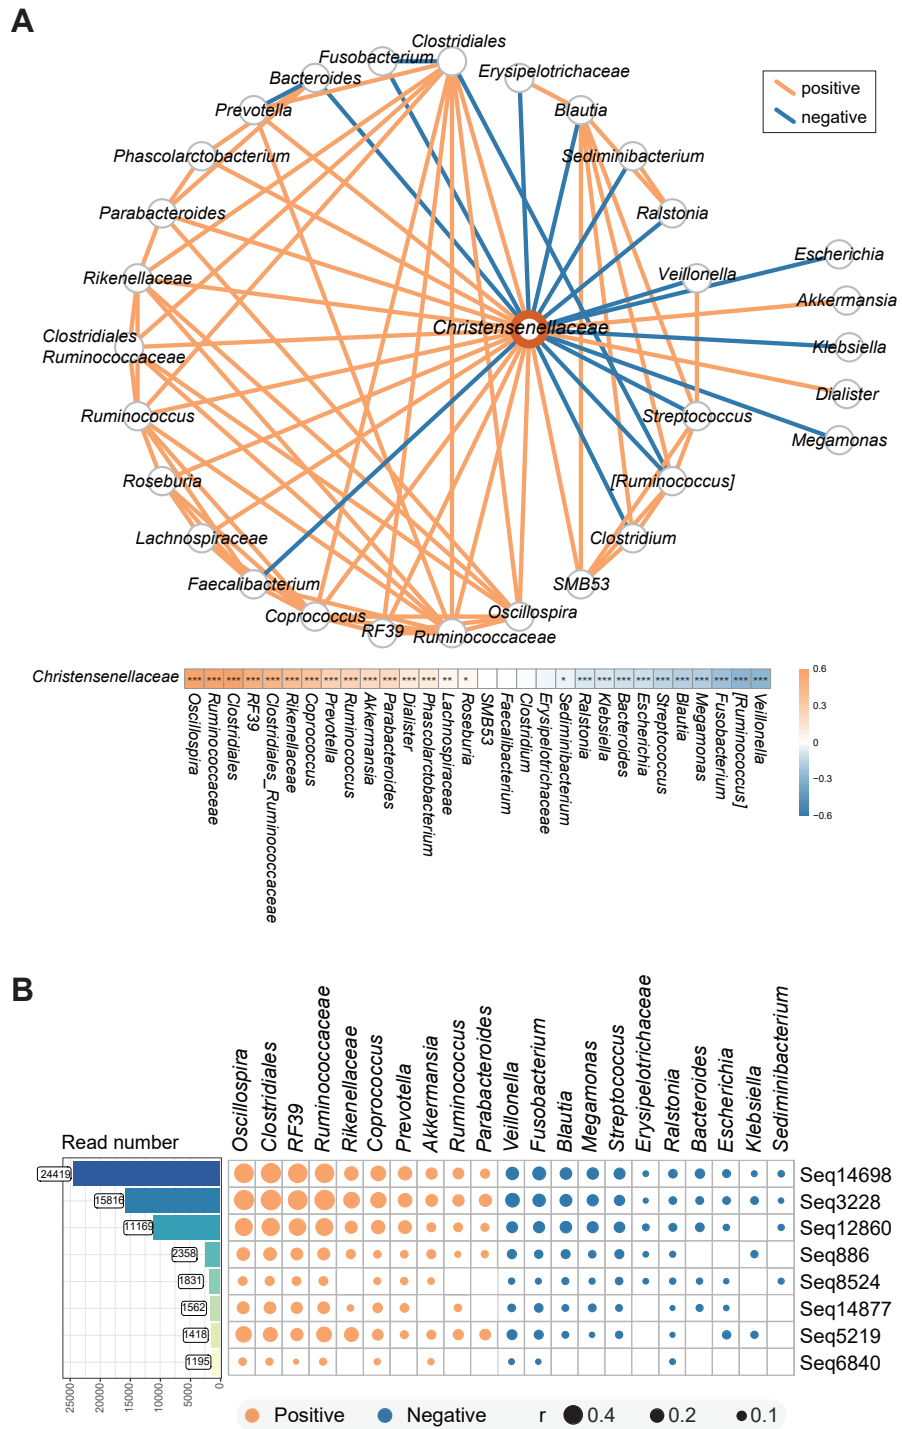 A
Clostridiales
Fusobacterium
Erysipelotrichaceae
Bacteroides
positive
Prevotella
Blautia
negative
Phascolarctobacterium
Sediminibacterium
Parabacteroides
Ralstonia
Escherichia
Rikenellaceae
Veillonella
Akkermansia
Christensenellaceae
Clostridiales
Ruminococcaceae
Klebsiella
Dialister
Ruminococcus
Streptococcus
Megamonas
Roseburia
[Ruminococcus]
Lachnospiraceae
Clostridium
Faecalibacterium
SMB53
Coprococcus
Oscillospira
RF39
Ruminococcaceae
Christensenellaceae
*** *** *** *** *** *** *** *** *** *** *** *** *** ** * * *** *** *** *** *** *** *** *** *** ***
0.6
0.3
0
−0.3
−0.6
Oscillospira
Ruminococcaceae
Clostridiales
RF39
Clostridiales_Ruminococcaceae
Rikenellaceae
Coprococcus
Prevotella
Ruminococcus
Akkermansia
Parabacteroides
Dialister
Phascolarctobacterium
Lachnospiraceae
Roseburia
SMB53
Faecalibacterium
Clostridium
Erysipelotrichaceae
Sediminibacterium
Ralstonia
Klebsiella
Bacteroides
Escherichia
Streptococcus
Blautia
Megamonas
Fusobacterium
[Ruminococcus]
Veillonella
B
Oscillospira
Clostridiales
RF39
Ruminococcaceae
Rikenellaceae
Coprococcus
Prevotella
Akkermansia
Ruminococcus
Parabacteroides
Veillonella
Fusobacterium
Blautia
Megamonas
Streptococcus
Erysipelotrichaceae
Ralstonia
Bacteroides
Escherichia
Klebsiella
Sediminibacterium
Read number
24419 Seq14698
15816 Seq3228
11169 Seq12860
2358 Seq886
1831 Seq8524
1562 Seq14877
1418 Seq5219
1195 Seq6840
25000 20000 15000 10000 5000 0
Positive Negative r 0.4 0.2 0.1